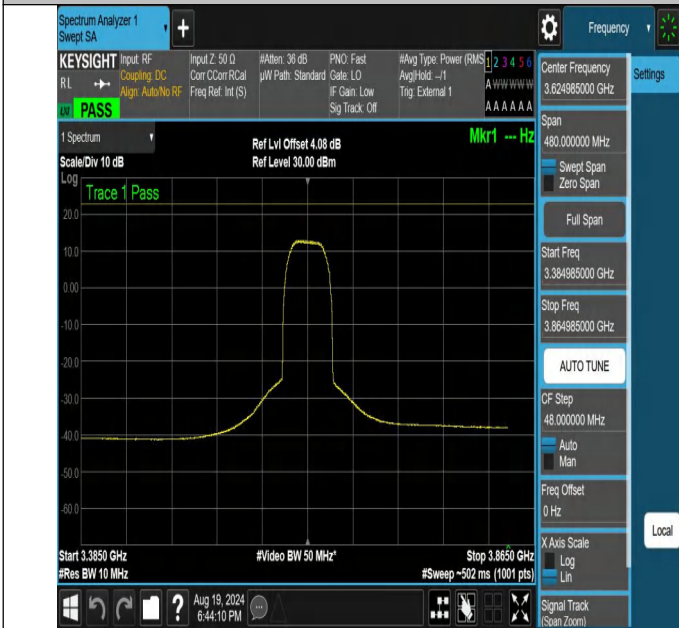 Spectrum Analyzer 1
Swept SA
+
Frequency
KEYSIGHT
RL
PASS
Input: RF
Coupling: DC
Align: Auto/No RF
Input Z: 50 Ω
Corr CCorr RCal
Freq Ref: Int (S)
#Atten: 36 dB
µW Path: Standard
PNO: Fast
Gate: LO
IF Gain: Low
Sig Track: Off
#Avg Type: Power (RMS
Avg|Hold: --/1
Trig: External 1
1 2 3 4 5 6
A W W W W W
A A A A A A
1 Spectrum
Scale/Div 10 dB
Ref Lvl Offset 4.08 dB
Ref Level 30.00 dBm
Mkr1 --- Hz
Log
Trace 1 Pass
20.0
10.0
0.00
-10.0
-20.0
-30.0
-40.0
-50.0
-60.0
Start 3.3850 GHz
#Res BW 10 MHz
#Video BW 50 MHz*
Stop 3.8650 GHz
#Sweep ~502 ms (1001 pts)
Aug 19, 2024
6:44:10 PM
Center Frequency
3.624985000 GHz
Settings
Span
480.000000 MHz
Swept Span
Zero Span
Full Span
Start Freq
3.384985000 GHz
Stop Freq
3.864985000 GHz
AUTO TUNE
CF Step
48.000000 MHz
Auto
Man
Freq Offset
0 Hz
X Axis Scale
Log
Lin
Local
Signal Track
(Span Zoom)